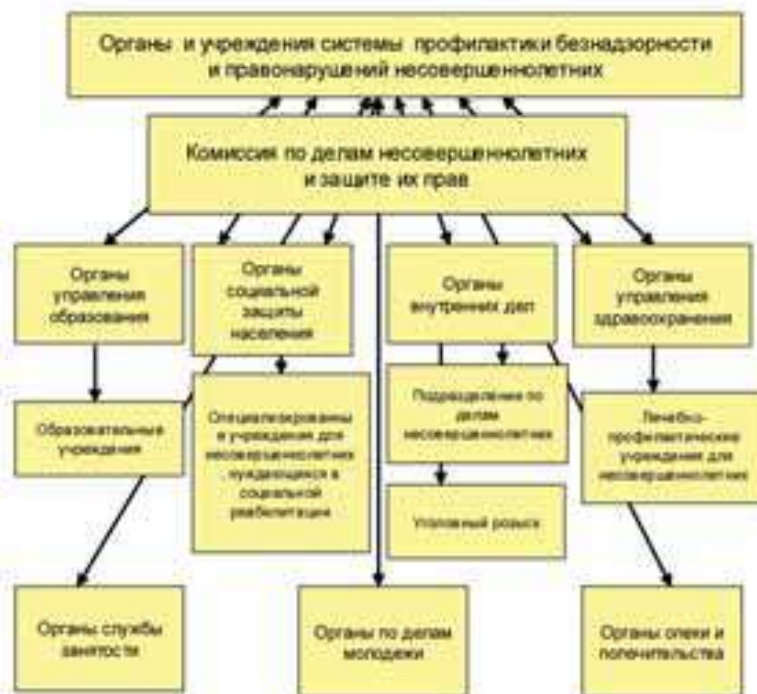 Органы и учреждения системы профилактики безнадзорности
и правонарушений несовершеннолетних
Комиссия по делам несовершеннолетних
и защите их прав
Органы
управления
образования
Органы
социальной
защиты
населения
Органы
внутренних дел
Органы
управления
здравоохранения
Образовательные
учреждения
Специализированны
е учреждения для
несовершеннолетних
, нуждающихся в
социальной
реабилитации
Подразделение по
делам
несовершеннолетних
Лечебно-
профилактические
учреждения для
несовершеннолетних
Уголовный розыск
Органы службы
занятости
Органы по делам
молодежи
Органы опеки и
попечительства